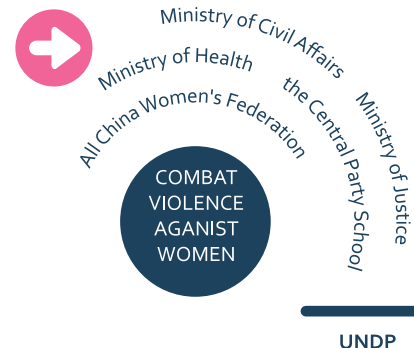 Ministry of Civil Affairs
Ministry of Justice
Ministry of Health
the Central Party School
All China Women's Federation
COMBAT
VIOLENCE
AGANIST
WOMEN
UNDP